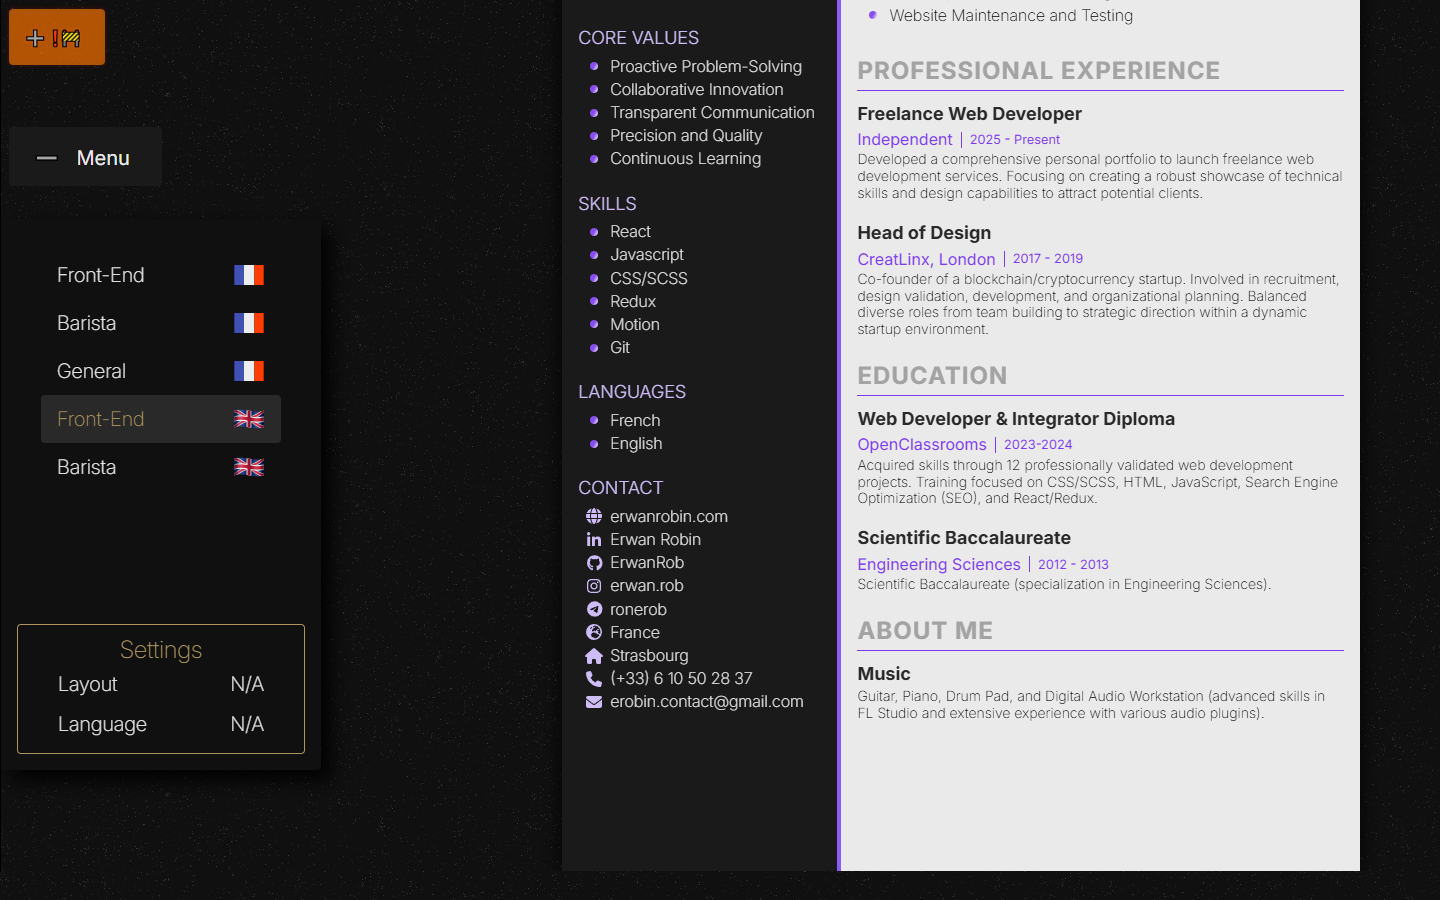 Menu
Front-End
Barista
General
Front-End
Barista
Settings
Layout N/A
Language N/A
CORE VALUES
Proactive Problem-Solving
Collaborative Innovation
Transparent Communication
Precision and Quality
Continuous Learning
SKILLS
React
Javascript
CSS/SCSS
Redux
Motion
Git
LANGUAGES
French
English
CONTACT
erwanrobin.com
Erwan Robin
ErwanRob
erwan.rob
ronerob
France
Strasbourg
(+33) 6 10 50 28 37
erobin.contact@gmail.com
Website Maintenance and Testing
PROFESSIONAL EXPERIENCE
Freelance Web Developer
Independent | 2025 - Present
Developed a comprehensive personal portfolio to launch freelance web
development services. Focusing on creating a robust showcase of technical
skills and design capabilities to attract potential clients.
Head of Design
CreatLinx, London | 2017 - 2019
Co-founder of a blockchain/cryptocurrency startup. Involved in recruitment,
design validation, development, and organizational planning. Balanced
diverse roles from team building to strategic direction within a dynamic
startup environment.
EDUCATION
Web Developer & Integrator Diploma
OpenClassrooms | 2023-2024
Acquired skills through 12 professionally validated web development
projects. Training focused on CSS/SCSS, HTML, JavaScript, Search Engine
Optimization (SEO), and React/Redux.
Scientific Baccalaureate
Engineering Sciences | 2012 - 2013
Scientific Baccalaureate (specialization in Engineering Sciences).
ABOUT ME
Music
Guitar, Piano, Drum Pad, and Digital Audio Workstation (advanced skills in
FL Studio and extensive experience with various audio plugins).